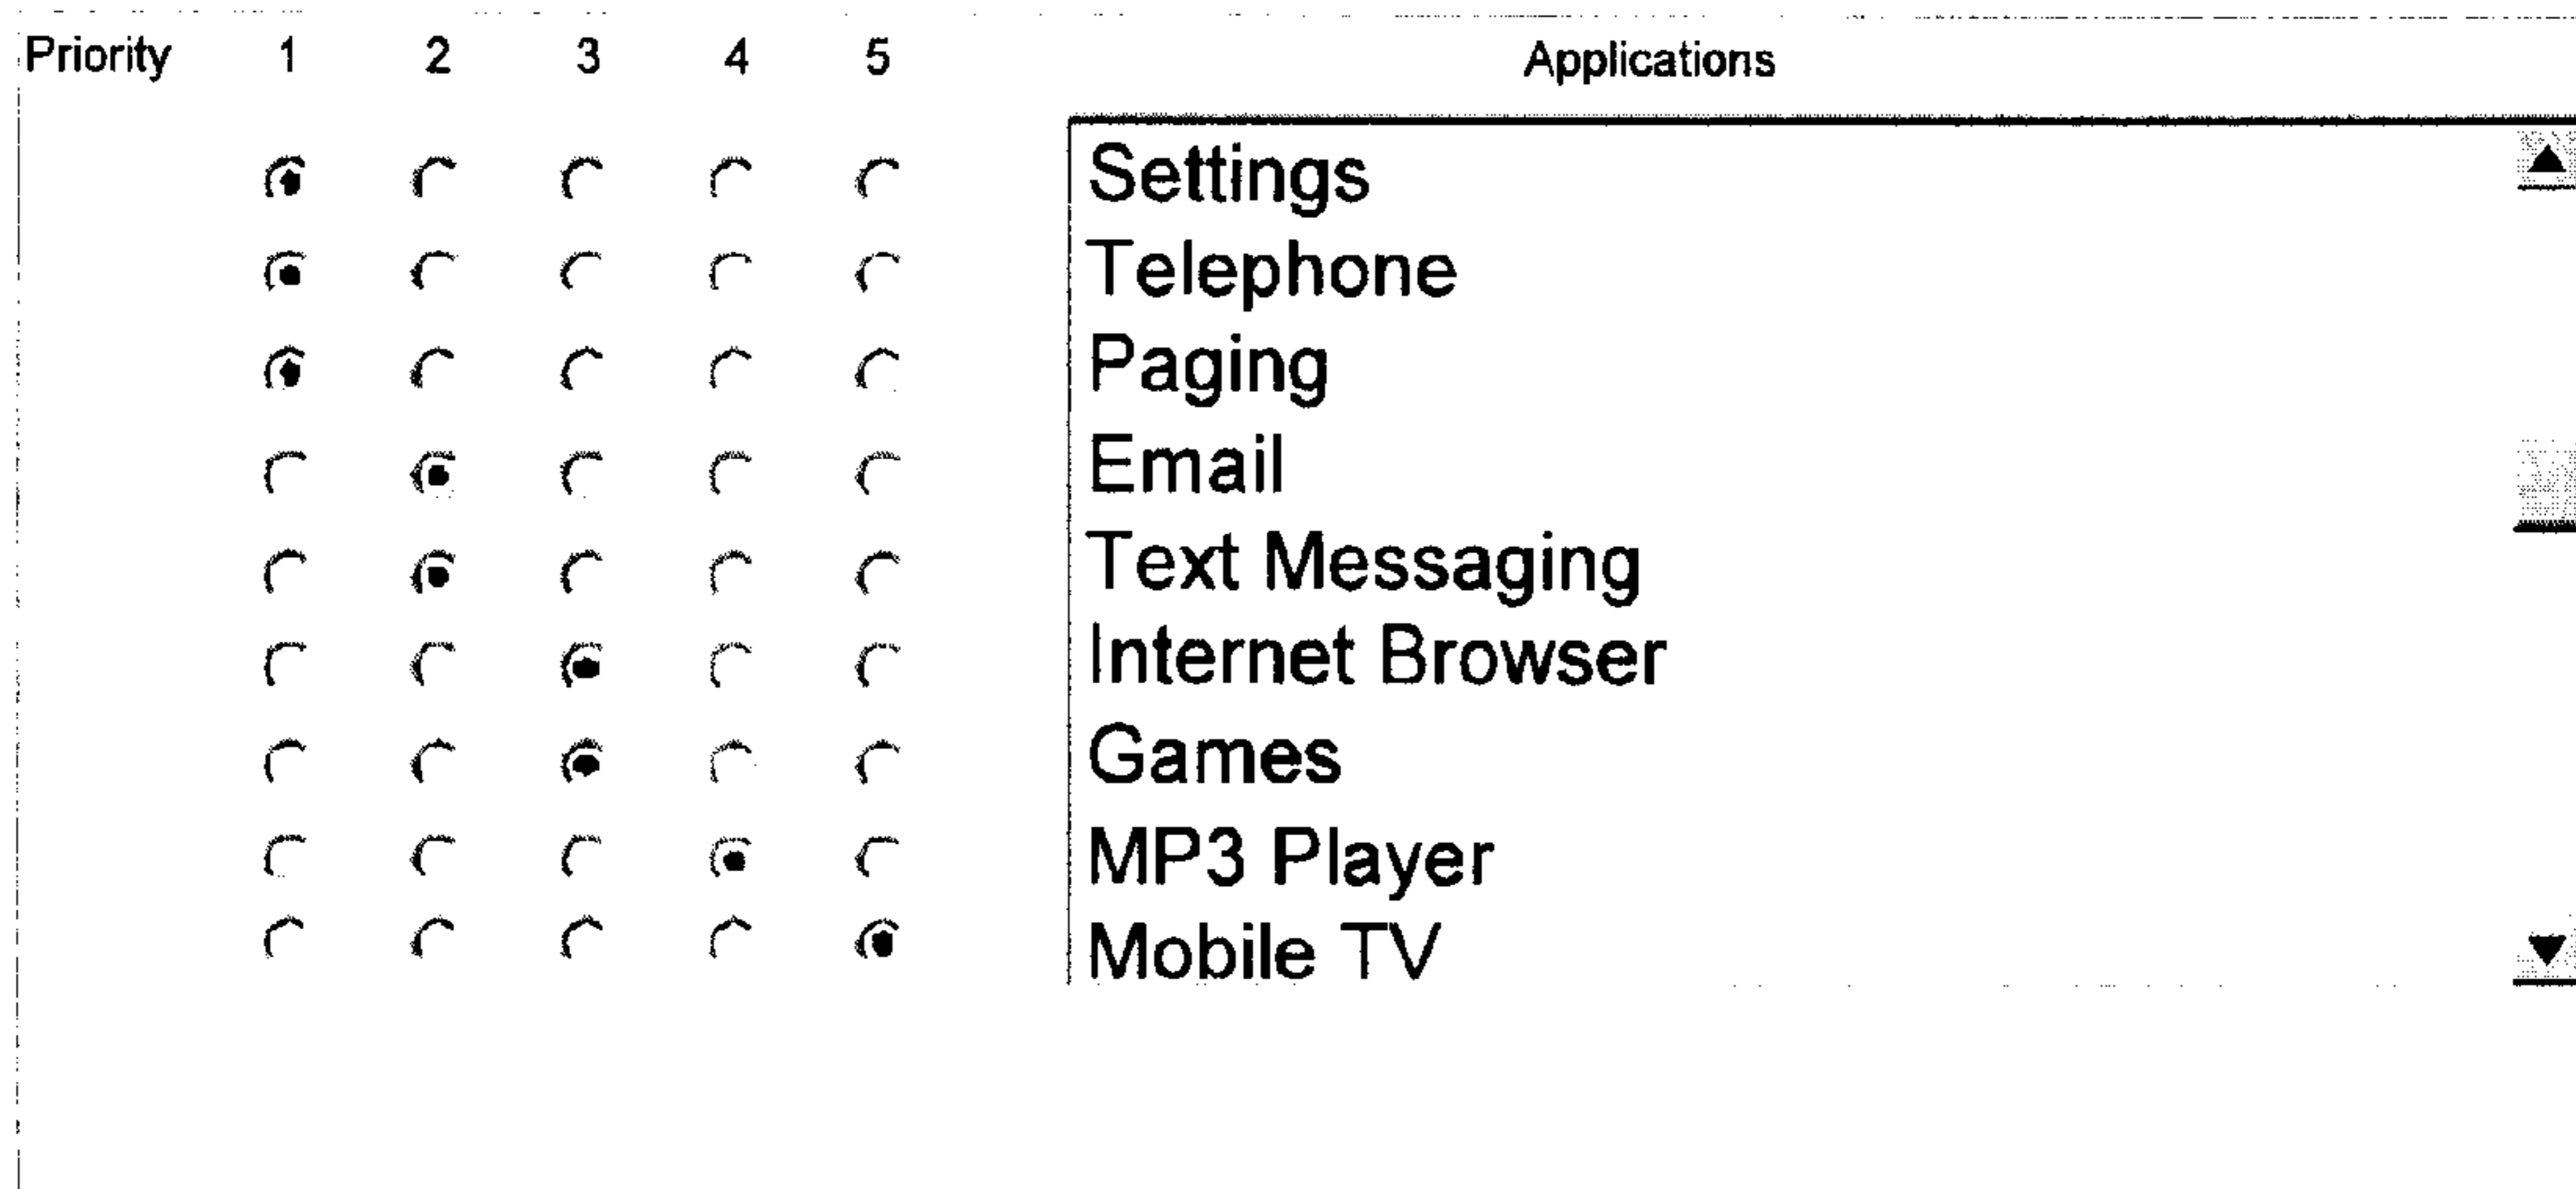 Priority 1 2 3 4 5 Applications
Settings
Telephone
Paging
Email
Text Messaging
Internet Browser
Games
MP3 Player
Mobile TV